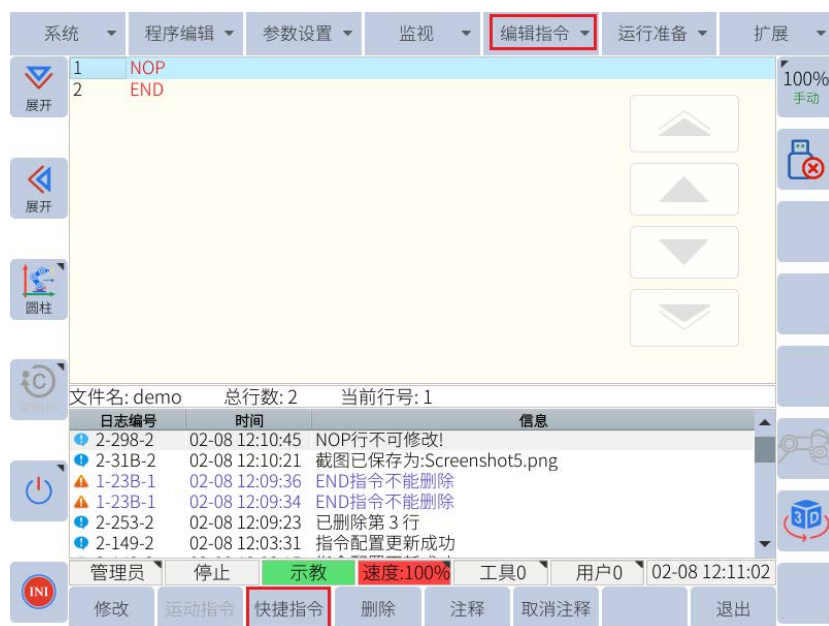 系统 程序编辑 参数设置 监视 编辑指令 运行准备 扩展
展开
1 NOP
2 END
100%
手动
展开
圆柱
文件名: demo 总行数: 2 当前行号: 1
日志编号 时间 信息
2-298-2 02-08 12:10:45 NOP行不可修改!
2-31B-2 02-08 12:10:21 截图已保存为:Screenshot5.png
1-23B-1 02-08 12:09:36 END指令不能删除
1-23B-1 02-08 12:09:34 END指令不能删除
2-253-2 02-08 12:09:23 已删除第 3 行
2-149-2 02-08 12:03:31 指令配置更新成功
3D
管理员 停止 示教 速度:100% 工具0 用户0 02-08 12:11:02
INI
修改 运动指令 快捷指令 删除 注释 取消注释 退出